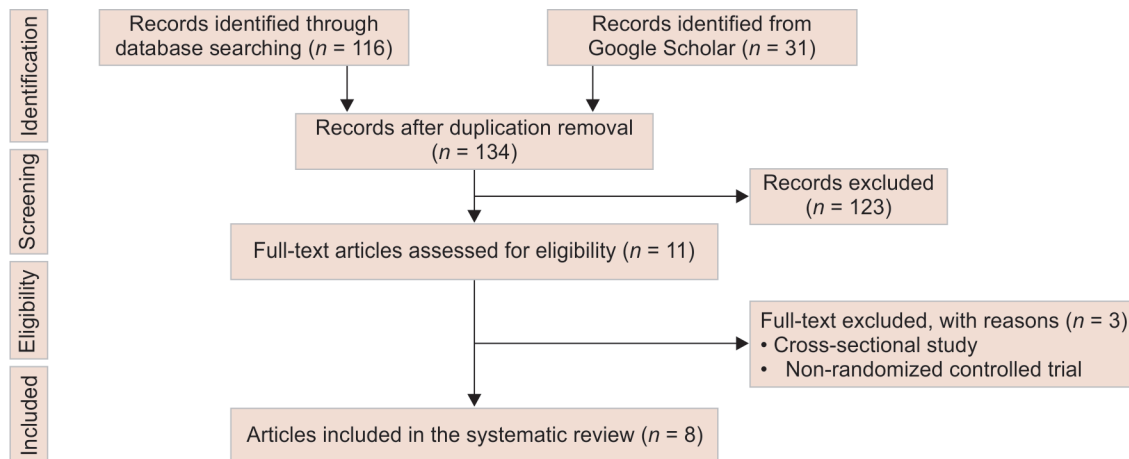 Identification
Records identified through
database searching (n = 116)
Records identified from
Google Scholar (n = 31)
Records after duplication removal
(n = 134)
Screening
Records excluded
(n = 123)
Full-text articles assessed for eligibility (n = 11)
Eligibility
Full-text excluded, with reasons (n = 3)
• Cross-sectional study
• Non-randomized controlled trial
Included
Articles included in the systematic review (n = 8)